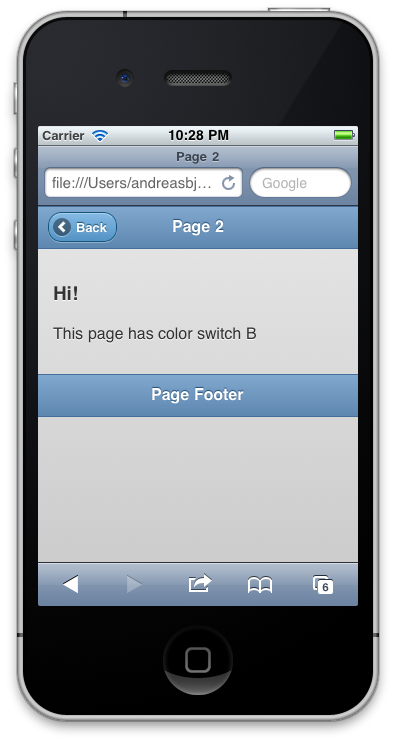 Carrier 10:28 PM
Page 2
file:///Users/andreasbj... Google
Back Page 2
Hi!
This page has color switch B
Page Footer
6